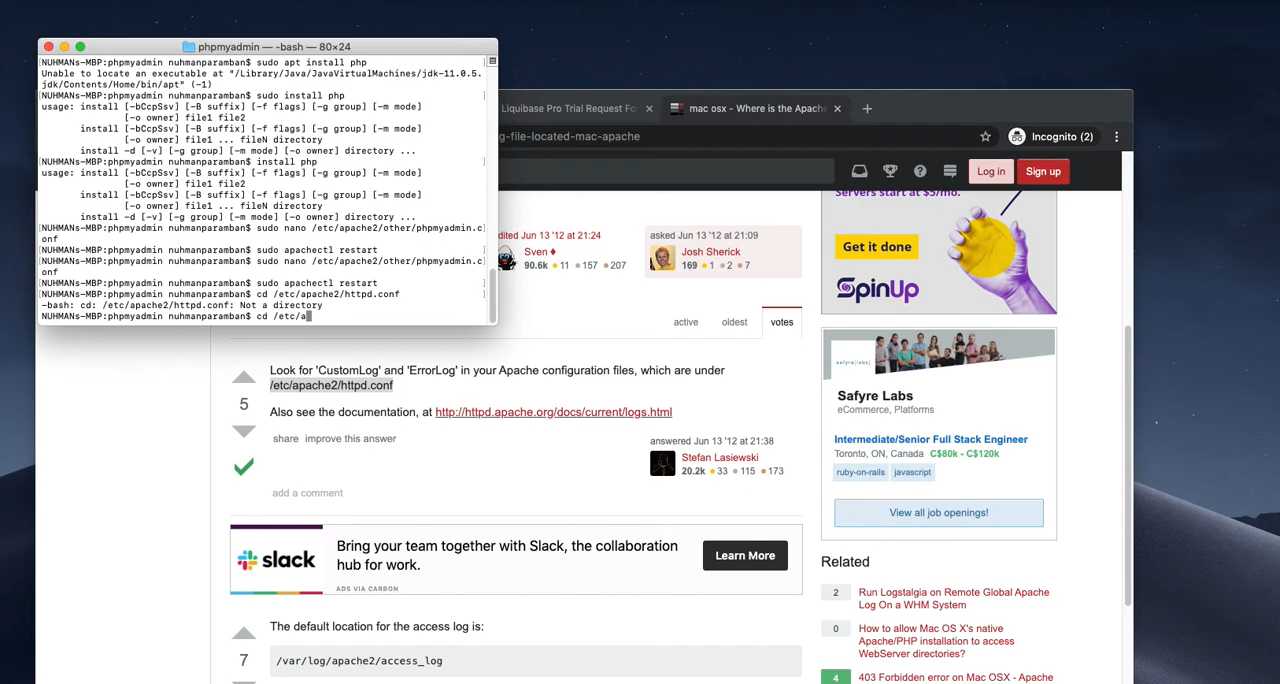 phpmyadmin — -bash — 80×24
[NUHMANs-MBP:phpmyadmin nuhmanparamban$ sudo apt install php ]
Unable to locate an executable at "/Library/Java/JavaVirtualMachines/jdk-11.0.5.
jdk/Contents/Home/bin/apt" (-1)
[NUHMANs-MBP:phpmyadmin nuhmanparamban$ sudo install php ]
usage: install [-bCcpSsv] [-B suffix] [-f flags] [-g group] [-m mode]
[-o owner] file1 file2
install [-bCcpSsv] [-B suffix] [-f flags] [-g group] [-m mode]
[-o owner] file1 ... fileN directory
install -d [-v] [-g group] [-m mode] [-o owner] directory ...
[NUHMANs-MBP:phpmyadmin nuhmanparamban$ install php ]
usage: install [-bCcpSsv] [-B suffix] [-f flags] [-g group] [-m mode]
[-o owner] file1 file2
install [-bCcpSsv] [-B suffix] [-f flags] [-g group] [-m mode]
[-o owner] file1 ... fileN directory
install -d [-v] [-g group] [-m mode] [-o owner] directory ...
[NUHMANs-MBP:phpmyadmin nuhmanparamban$ sudo nano /etc/apache2/other/phpmyadmin.c]
onf
[NUHMANs-MBP:phpmyadmin nuhmanparamban$ sudo apachectl restart ]
[NUHMANs-MBP:phpmyadmin nuhmanparamban$ sudo nano /etc/apache2/other/phpmyadmin.c]
onf
[NUHMANs-MBP:phpmyadmin nuhmanparamban$ sudo apachectl restart ]
[NUHMANs-MBP:phpmyadmin nuhmanparamban$ cd /etc/apache2/httpd.conf ]
-bash: cd: /etc/apache2/httpd.conf: Not a directory
NUHMANs-MBP:phpmyadmin nuhmanparamban$ cd /etc/a
Liquibase Pro Trial Request Fo
mac osx - Where is the Apach
g-file-located-mac-apache
Incognito (2)
Log in
Sign up
dited Jun 13 '12 at 21:24
Sven ♦
90.6k 11 157 207
asked Jun 13 '12 at 21:09
Josh Sherick
169 1 2 7
active oldest votes
Look for 'CustomLog' and 'ErrorLog' in your Apache configuration files, which are under
/etc/apache2/httpd.conf
5
Also see the documentation, at http://httpd.apache.org/docs/current/logs.html
share improve this answer
answered Jun 13 '12 at 21:38
Stefan Lasiewski
20.2k 33 115 173
add a comment
slack
Bring your team together with Slack, the collaboration
hub for work.
Learn More
ADS VIA CARBON
The default location for the access log is:
7
/var/log/apache2/access_log
Servers start at $5/mo.
Get it done
SpinUp
safyre[labs]
Safyre Labs
eCommerce, Platforms
Intermediate/Senior Full Stack Engineer
Toronto, ON, Canada C$80k - C$120k
ruby-on-rails javascript
View all job openings!
Related
2
Run Logstalgia on Remote Global Apache
Log On a WHM System
0
How to allow Mac OS X's native
Apache/PHP installation to access
WebServer directories?
4
403 Forbidden error on Mac OSX - Apache